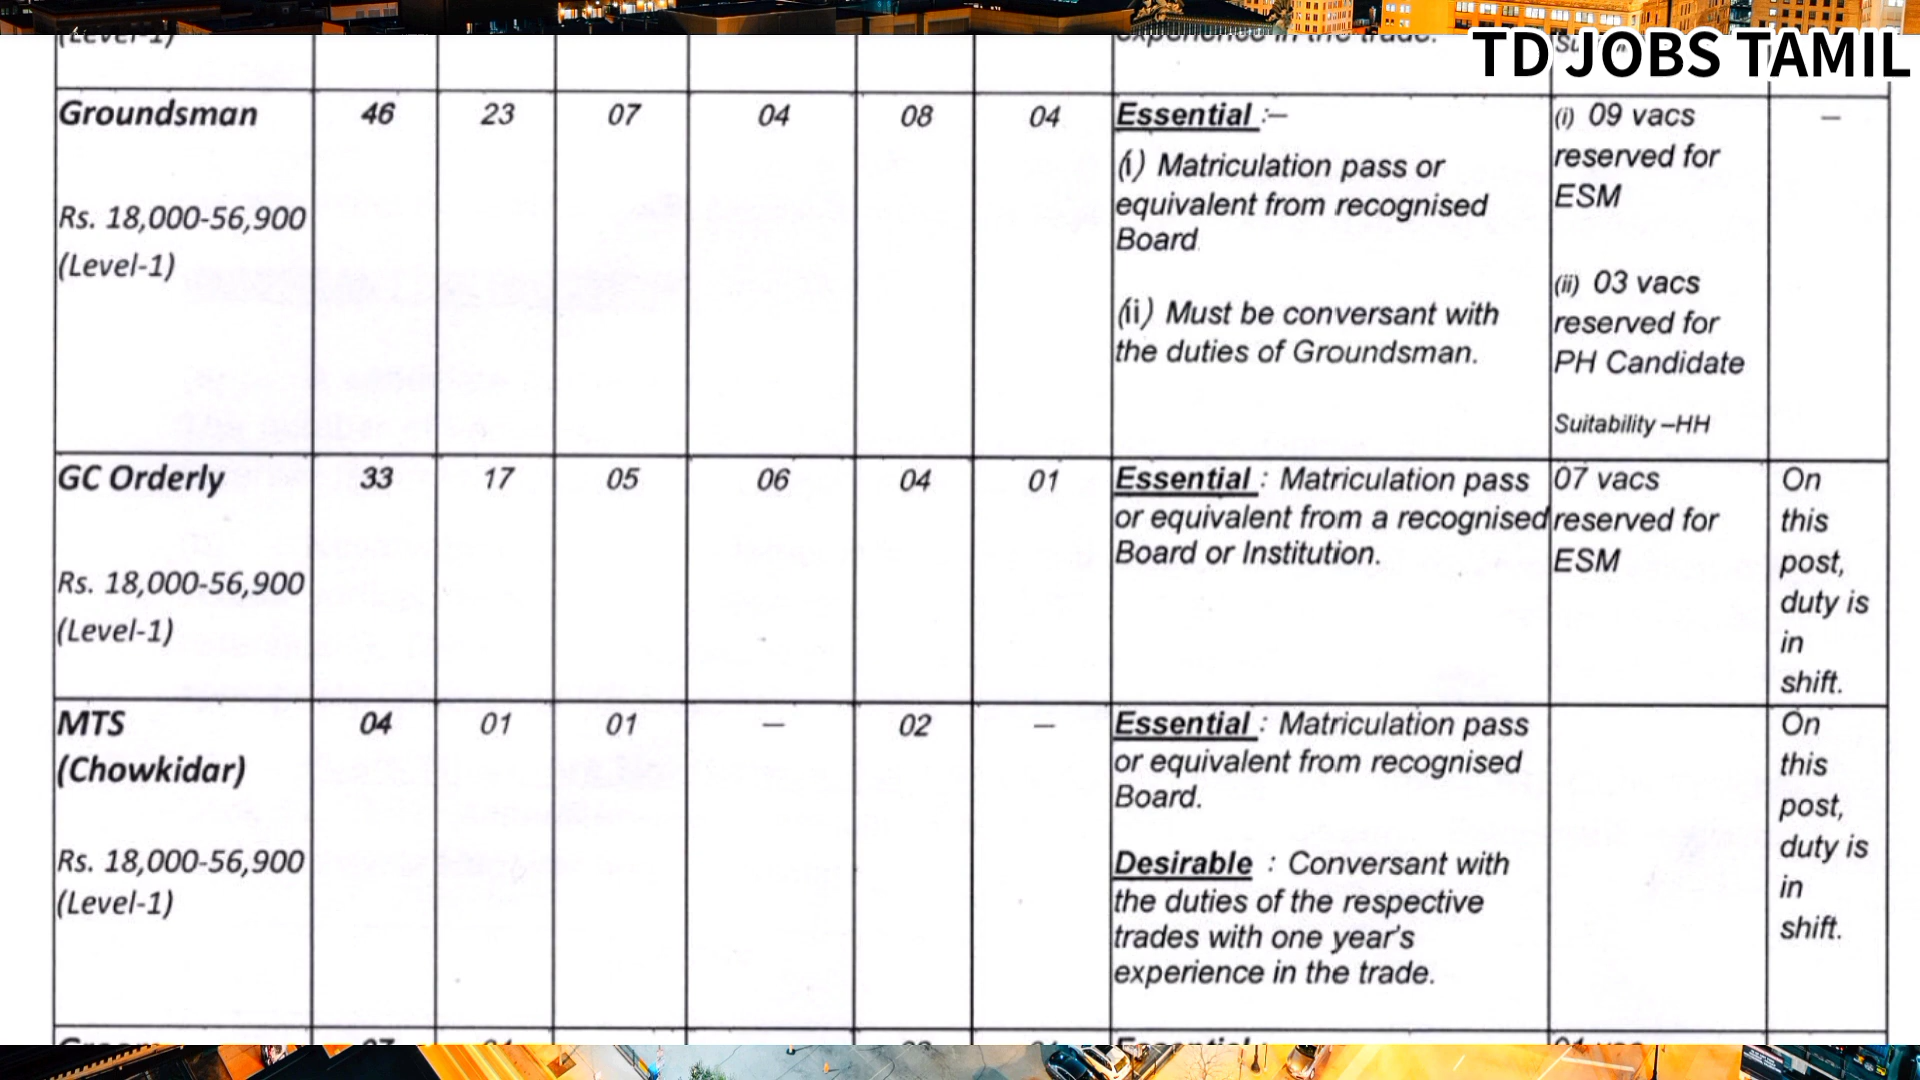 (Level-1)
experience in the trade.
TD JOBS TAMIL
Groundsman 46 23 07 04 08 04
Rs. 18,000-56,900
(Level-1)
Essential :–
(i) Matriculation pass or
equivalent from recognised
Board
(ii) Must be conversant with
the duties of Groundsman.
(i) 09 vacs
reserved for
ESM
(ii) 03 vacs
reserved for
PH Candidate
Suitability –HH
–
GC Orderly 33 17 05 06 04 01
Rs. 18,000-56,900
(Level-1)
Essential : Matriculation pass
or equivalent from a recognised
Board or Institution.
07 vacs
reserved for
ESM
On
this
post,
duty is
in
shift.
MTS 04 01 01 – 02 –
(Chowkidar)
Rs. 18,000-56,900
(Level-1)
Essential : Matriculation pass
or equivalent from recognised
Board.
Desirable : Conversant with
the duties of the respective
trades with one year's
experience in the trade.
On
this
post,
duty is
in
shift.